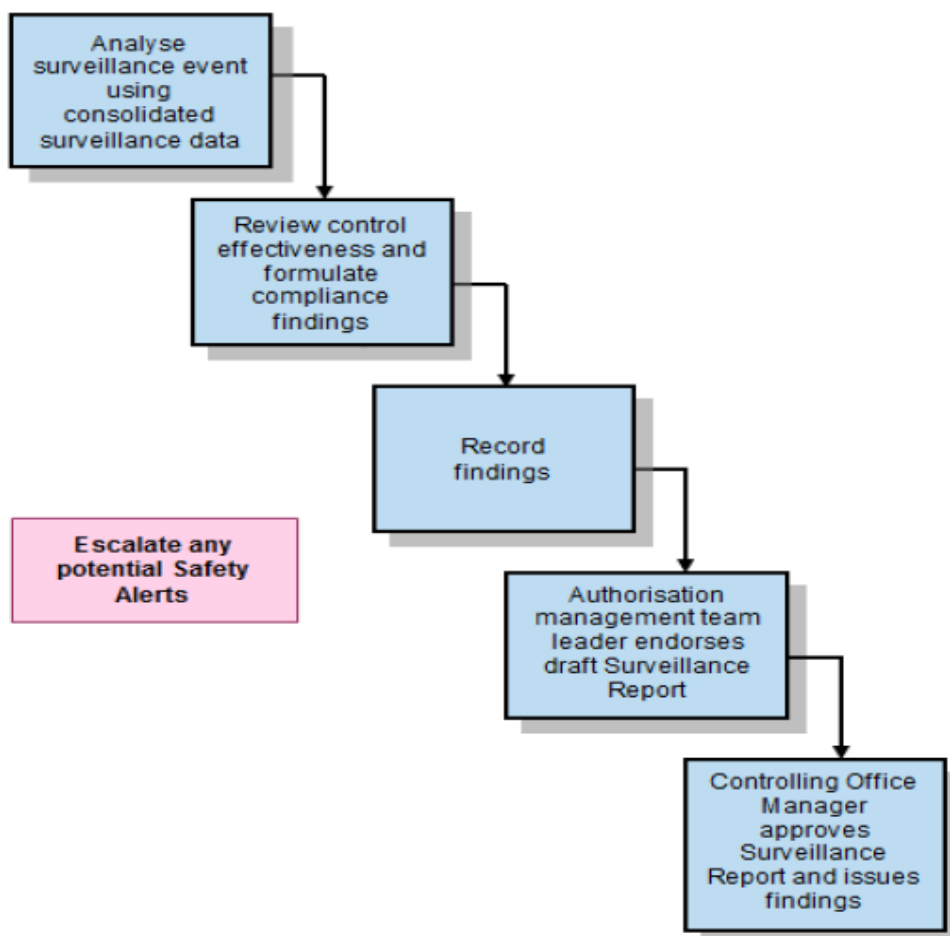 Analyse
surveillance event
using
consolidated
surveillance data
Review control
effectiveness and
formulate
compliance
findings
Record
findings
Escalate any
potential Safety
Alerts
Authorisation
management team
leader endorses
draft Surveillance
Report
Controlling Office
Manager
approves
Surveillance
Report and issues
findings